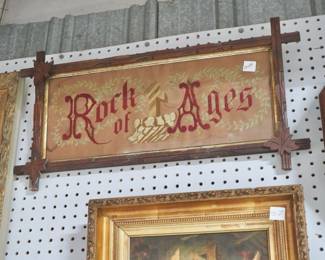 Rock of Ages